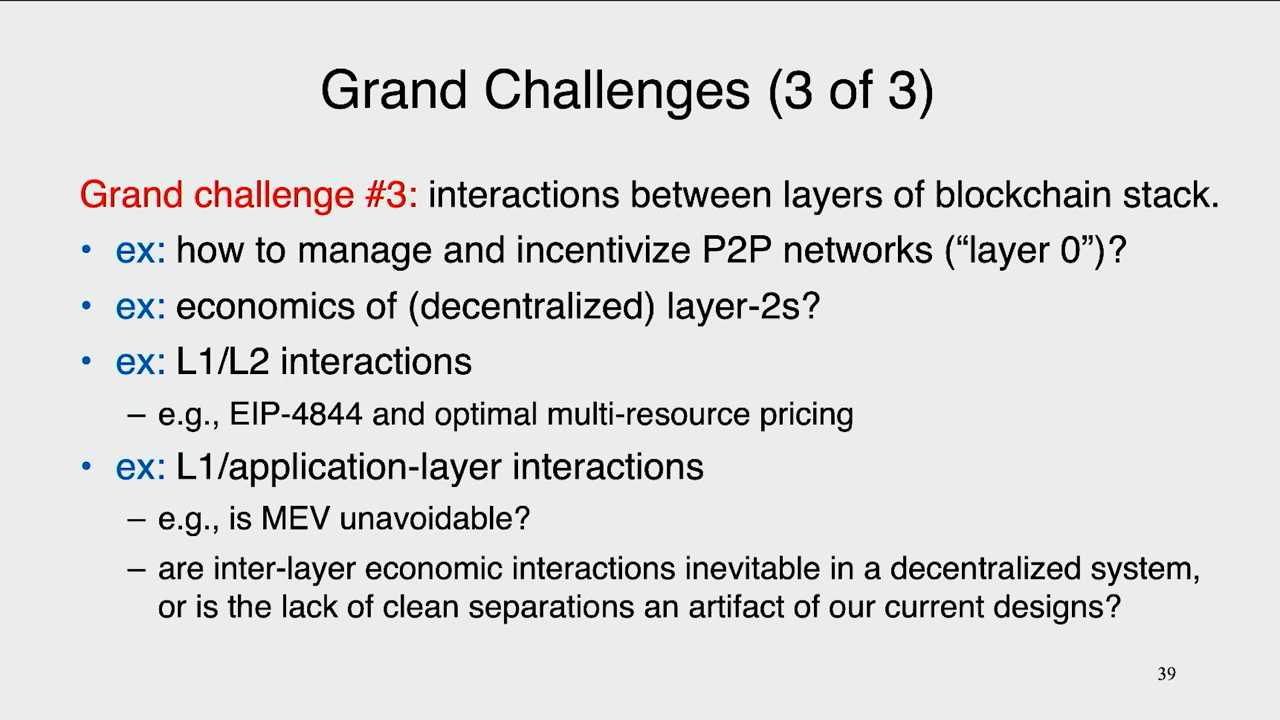 Grand Challenges (3 of 3)
Grand challenge #3: interactions between layers of blockchain stack.
• ex: how to manage and incentivize P2P networks (“layer 0”)?
• ex: economics of (decentralized) layer-2s?
• ex: L1/L2 interactions
– e.g., EIP-4844 and optimal multi-resource pricing
• ex: L1/application-layer interactions
– e.g., is MEV unavoidable?
– are inter-layer economic interactions inevitable in a decentralized system,
or is the lack of clean separations an artifact of our current designs?
39